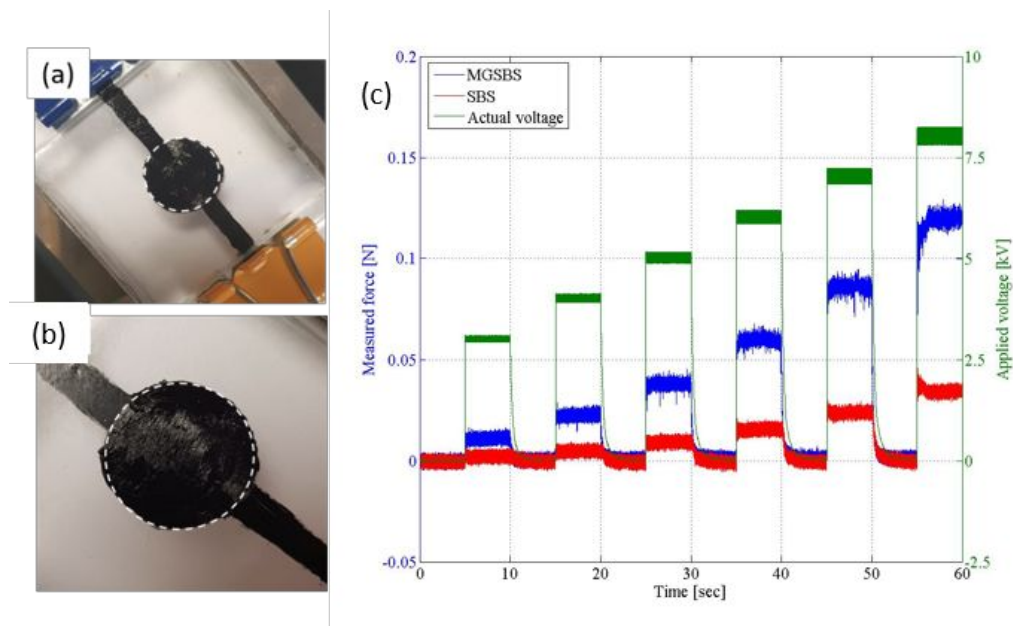 (a)
(b)
(c)
MGSBS
SBS
Actual voltage
0.2
0.15
0.1
0.05
0
-0.05
Measured force [N]
10
7.5
5
2.5
0
-2.5
Applied voltage [kV]
0
10
20
30
40
50
60
Time [sec]